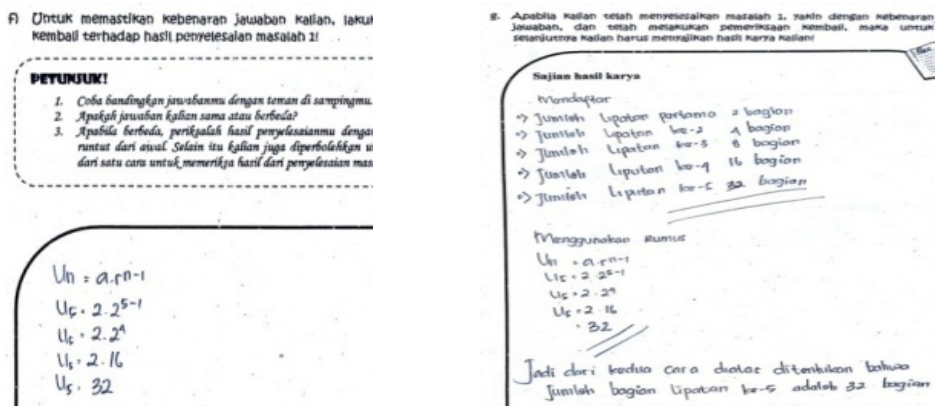 f) Untuk memastikan kebenaran jawaban kalian, laku
kembali terhadap hasil penyelesaian masalah 1!
PETUNJUK!
1. Coba bandingkan jawabanmu dengan teman di sampingmu.
2. Apakah jawaban kalian sama atau berbeda?
3. Apabila berbeda, periksalah hasil penyelesaianmu denga
runtut dari awal. Selain itu kalian juga diperbolehkan
dari satu cara untuk memeriksa hasil dari penyelesaian mas
Un = a.r^n-1
U5 = 2.2^5-1
U5 = 2.2^4
U5 = 2.16
U5 = 32
g. Apabila kalian telah menyelesaikan masalah 1, yakin dengan kebenaran
jawaban, dan telah melakukan pemeriksaan kembali, maka untuk
selanjutnya kalian harus menyajikan hasil karya kalian!
Sajian hasil karya
Mendaftar
=> Jumlah lipatan pertama 2 bagian
=> Jumlah lipatan ke-2 4 bagian
=> Jumlah lipatan ke-3 8 bagian
=> Jumlah lipatan ke-4 16 bagian
=> Jumlah lipatan ke-5 32 bagian
Menggunakan Rumus
Un = a.r^n-1
U5 = 2.2^5-1
U5 = 2.2^4
U5 = 2.16
= 32
Jadi dari kedua cara diatas ditentukan bahwa
Jumlah bagian lipatan ke-5 adalah 32 bagian